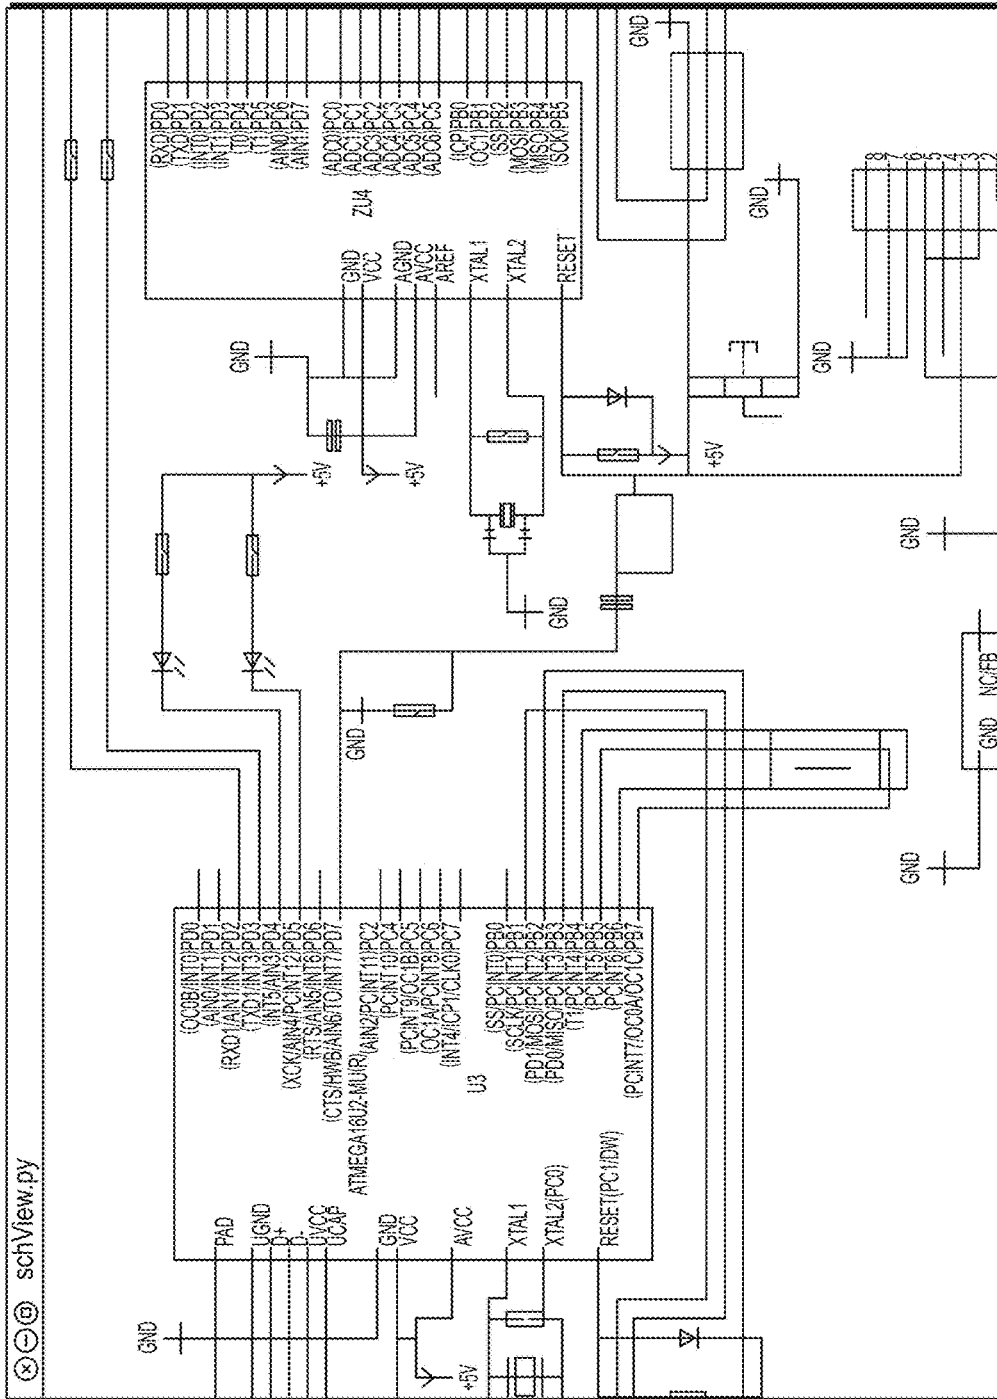 schView.py
GND
PAD
UGND
D+
D-
UVCC
UCAP
GND
VCC
AVCC
+5V
XTAL1
XTAL2(PC0)
RESET(PC1/DW)
(OC0B/INT0)PD0
(AIN0/INT1)PD1
(RXD1/AIN1/INT2)PD2
(TXD1/INT3)PD3
(INT5/AIN3)PD4
(XCK/AIN4/PCINT12)PD5
(RTS/AIN5/INT6)PD6
(CTS/HWB/AIN6/TO/INT7)PD7
ATMEGA16U2-MU(R)
(AIN2/PCINT11)PC2
(PCINT10)PC4
(PCINT9/OC1B)PC5
(OC1A/PCINT8)PC6
(INT4/ICP1/CLK0)PC7
U3
(SS/PCINT0)PB0
(SCLK/PCINT1)PB1
(PD1/MOSI/PCINT2)PB2
(PD0/MISO/PCINT3)PB3
(T1/PCINT4)PB4
(PCINT5)PB5
(PCINT6)PB6
(PCINT7/OC0A/OC1C)PB7
GND
GND
GND NC/FB
GND
+5V
+5V
GND
GND
+5V
GND
VCC
AGND
AVCC
AREF
XTAL1
XTAL2
RESET
ZU4
(RXD)PD0
(TXD)PD1
(INT0)PD2
(INT1)PD3
(T0)PD4
(T1)PD5
(AIN0)PD6
(AIN1)PD7
(ADC0)PC0
(ADC1)PC1
(ADC3)PC2
(ADC4)PC3
(ADC5)PC4
(ADC6)PC5
(ICP)PB0
(OC1)PB1
(SS)PB2
(MOSI)PB3
(MISO)PB4
(SCK)PB5
GND
GND
GND
8
7
6
5
4
3
2